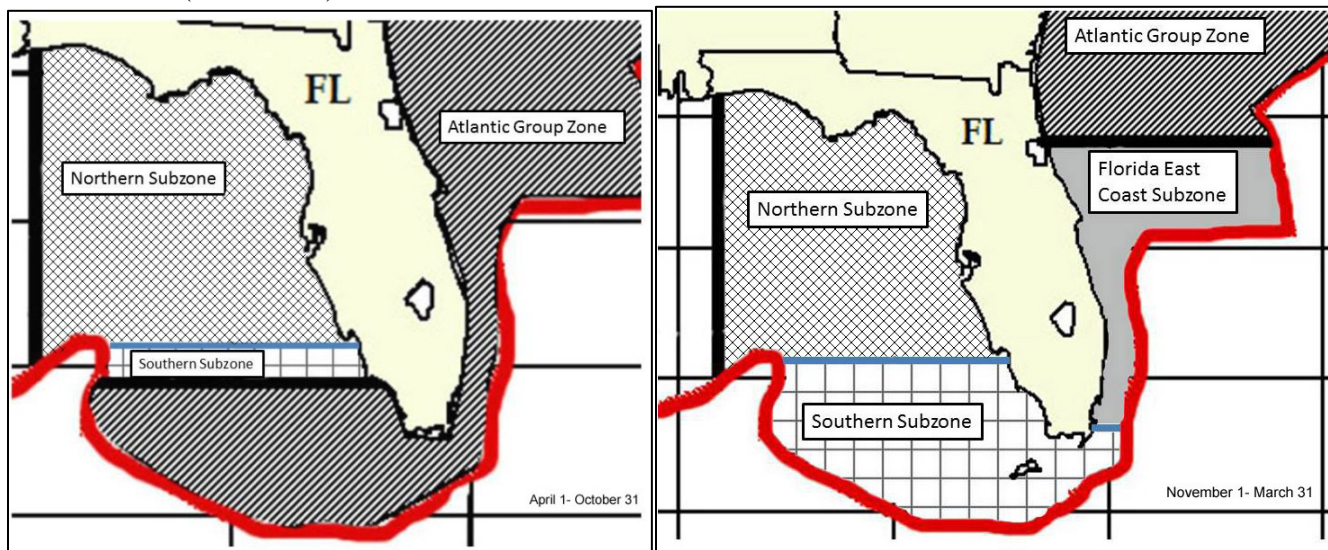 FL
Atlantic Group Zone
Northern Subzone
Southern Subzone
April 1- October 31
Atlantic Group Zone
FL
Florida East
Coast Subzone
Northern Subzone
Southern Subzone
November 1- March 31